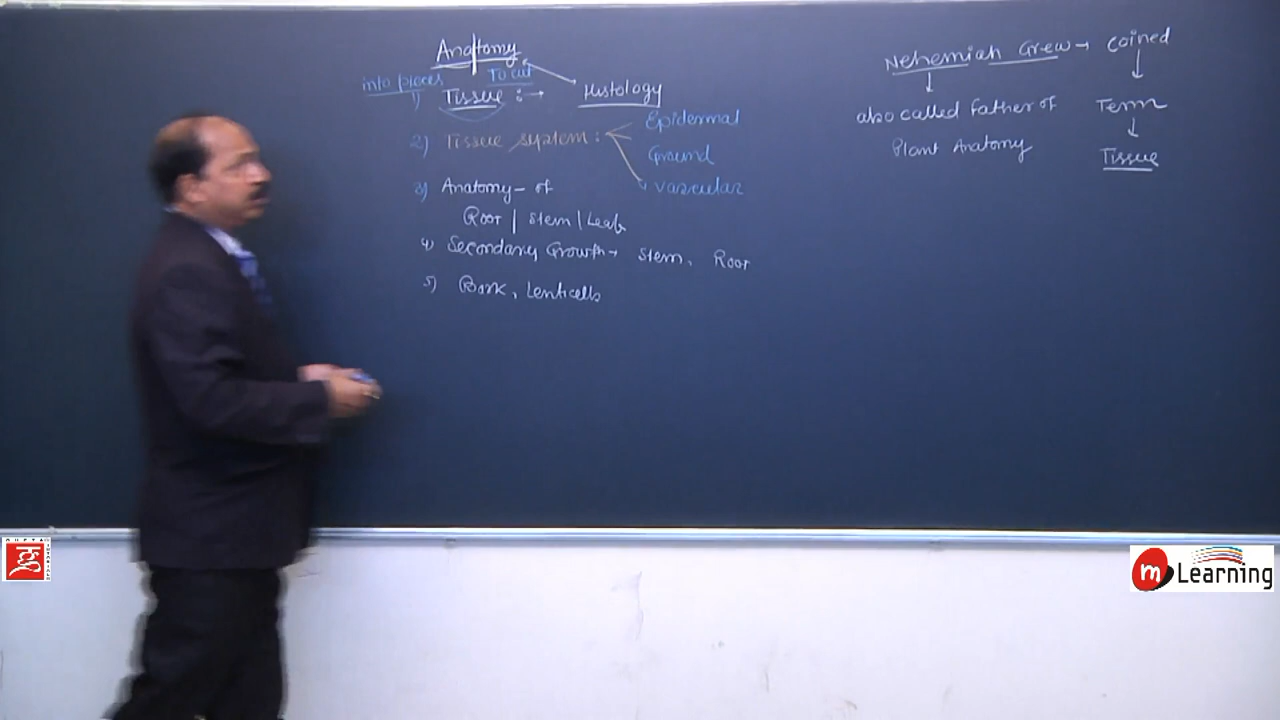 Anatomy
into pieces To cut
1) Tissue :→ Histology
2) Tissue system :
Epidermal
Ground
vascular
3) Anatomy - of
Root | Stem | Leaf
4) Secondary Growth → Stem, Root
5) Bark, Lenticells
Nehemiah Grew → coined
↓
also called Father of
Plant Anatomy
↓
Term
↓
Tissue
m Learning